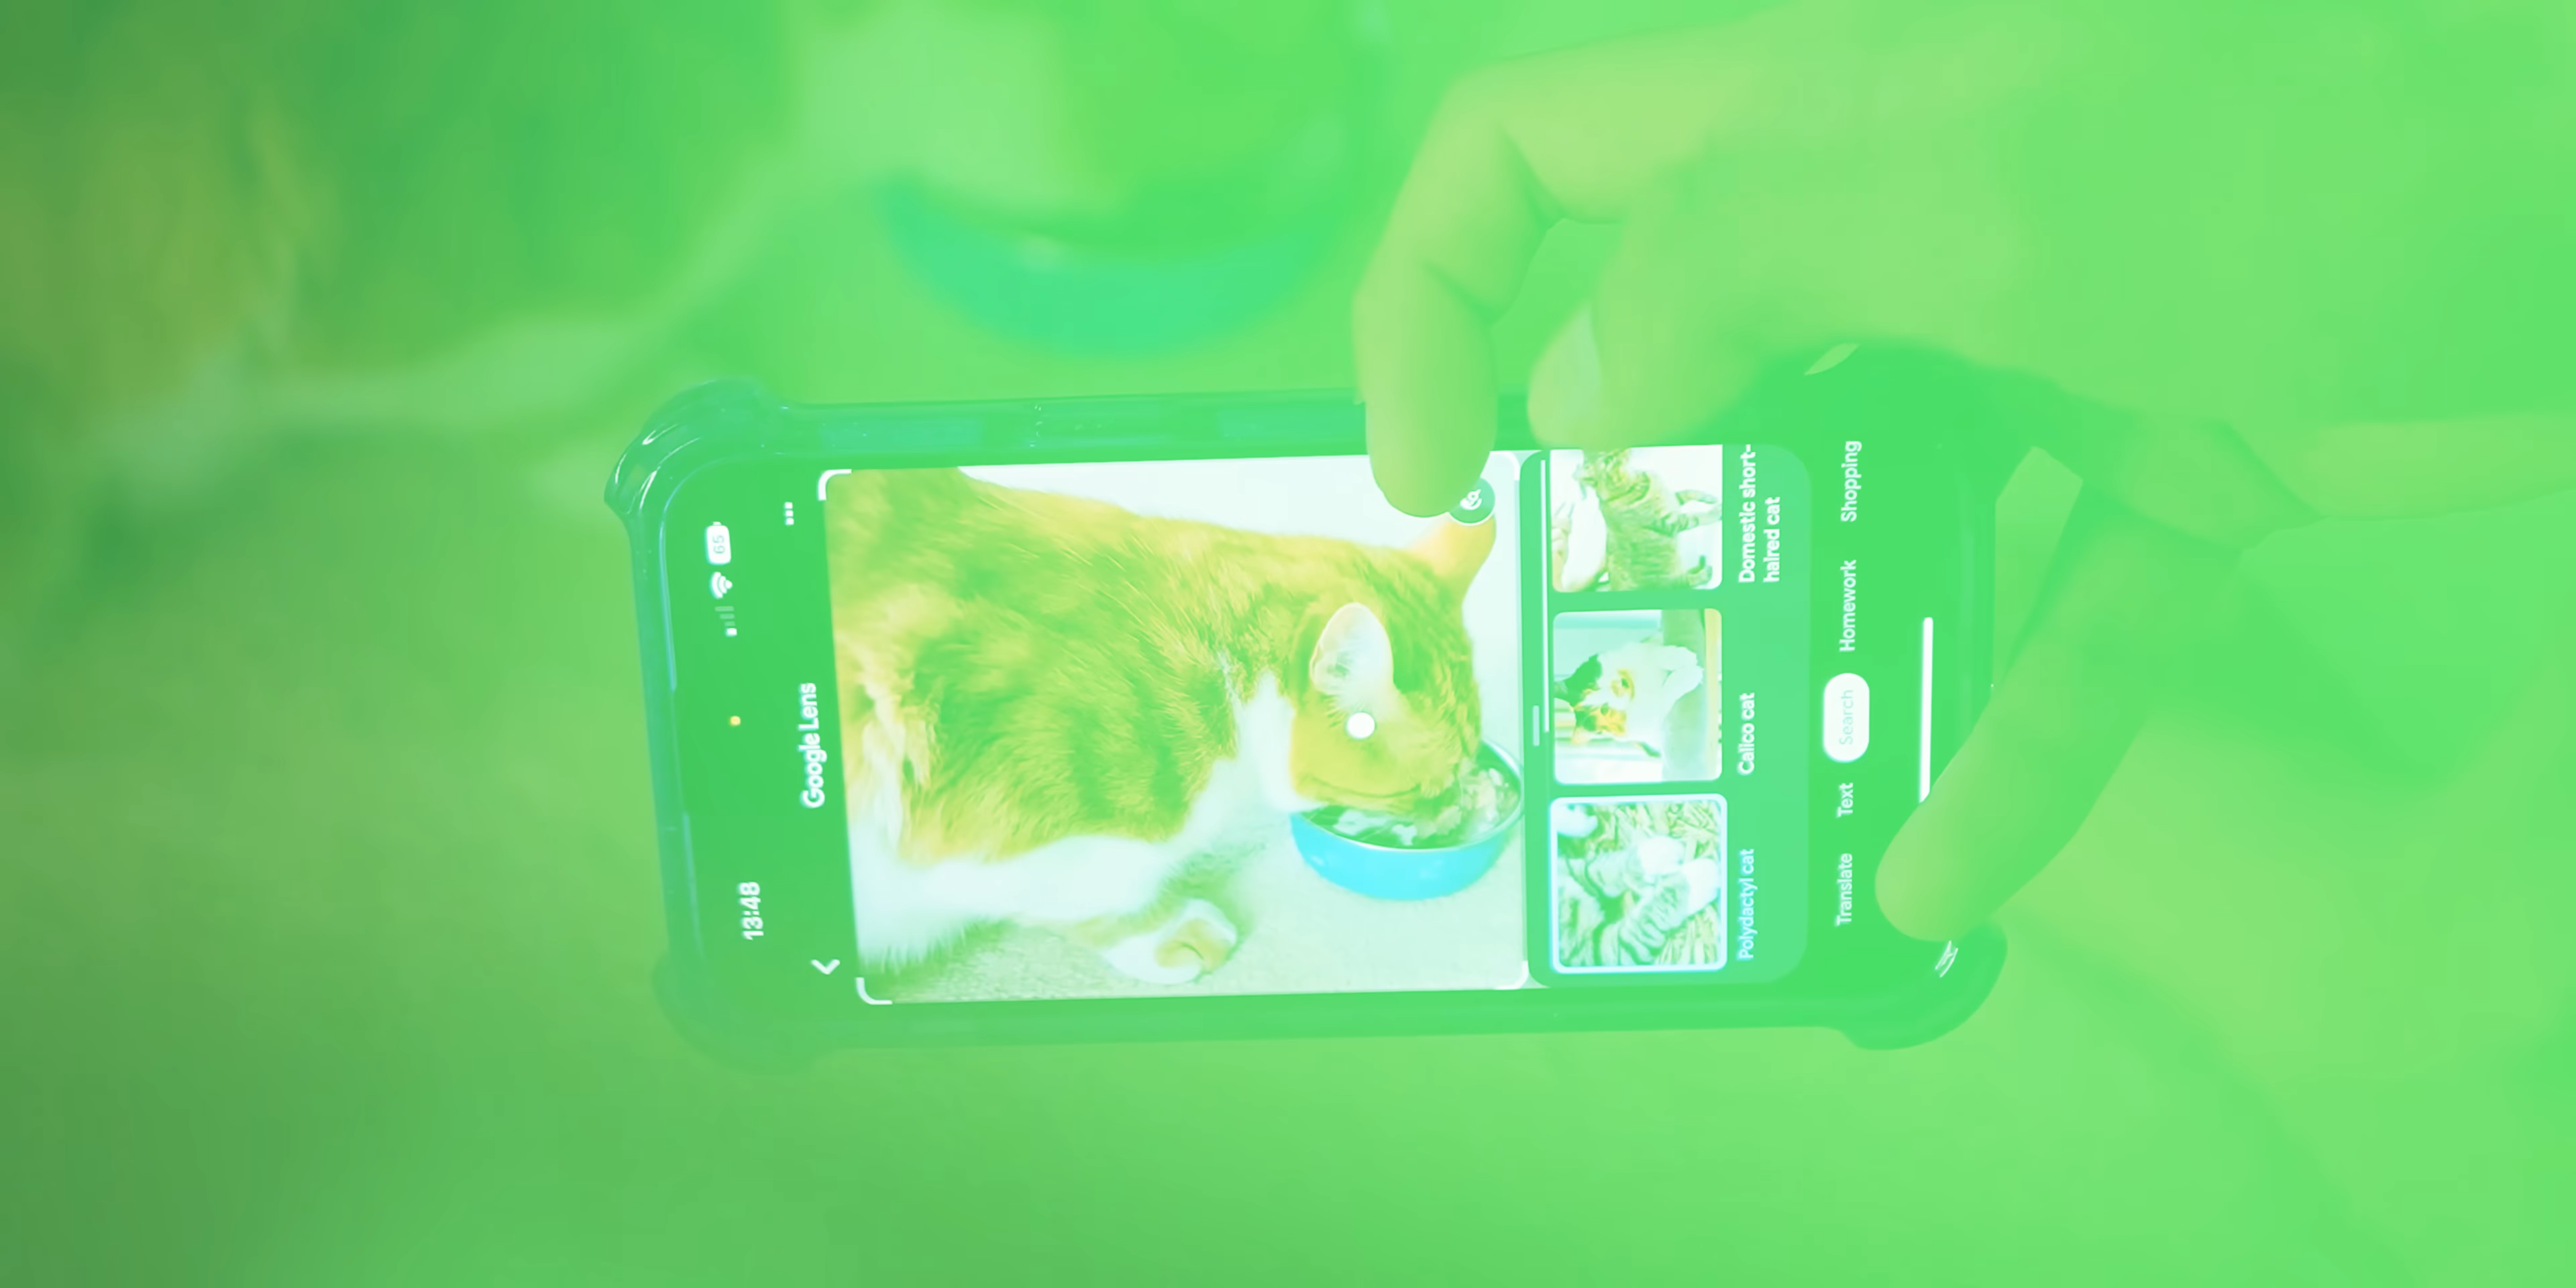 13:48
65
Google Lens
Polydactyl cat
Calico cat
Domestic short-
haired cat
Translate
Text
Search
Homework
Shopping